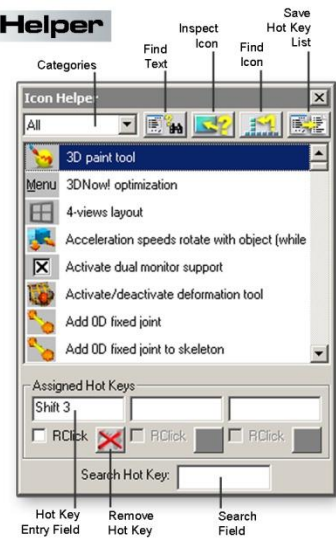 Helper
Categories
Find
Text
Inspect
Icon
Find
Icon
Save
Hot Key
List
Icon Helper
All
3D paint tool
Menu 3DNow! optimization
4-views layout
Acceleration speeds rotate with object (while
Activate dual monitor support
Activate/deactivate deformation tool
Add 0D fixed joint
Add 0D fixed joint to skeleton
Assigned Hot Keys
Shift 3
RClick RClick RClick
Search Hot Key:
Hot Key
Entry Field
Remove
Hot Key
Search
Field